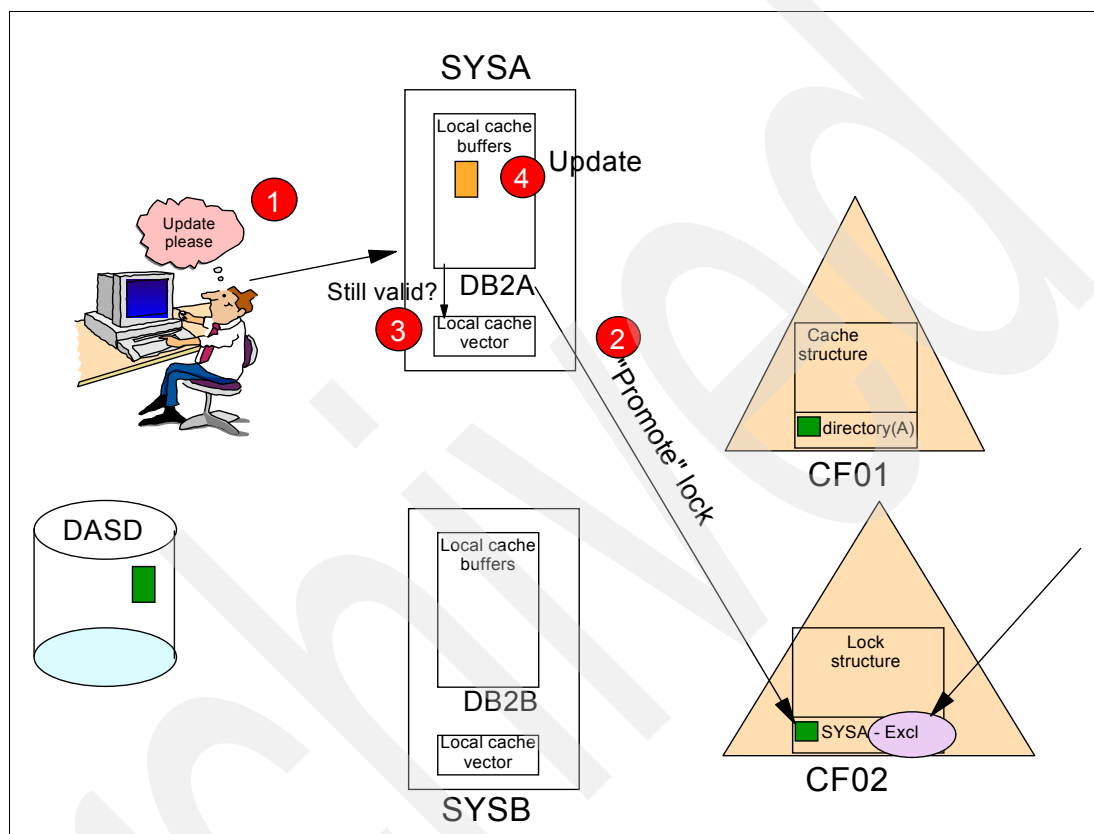 SYSA
Local cache
buffers
4
Update
1
Update
please
DB2A
Still valid?
3
Local cache
vector
2
"Promote" lock
Cache
structure
directory(A)
CF01
DASD
Local cache
buffers
DB2B
Local cache
vector
SYSB
Lock
structure
SYSA - Excl
CF02